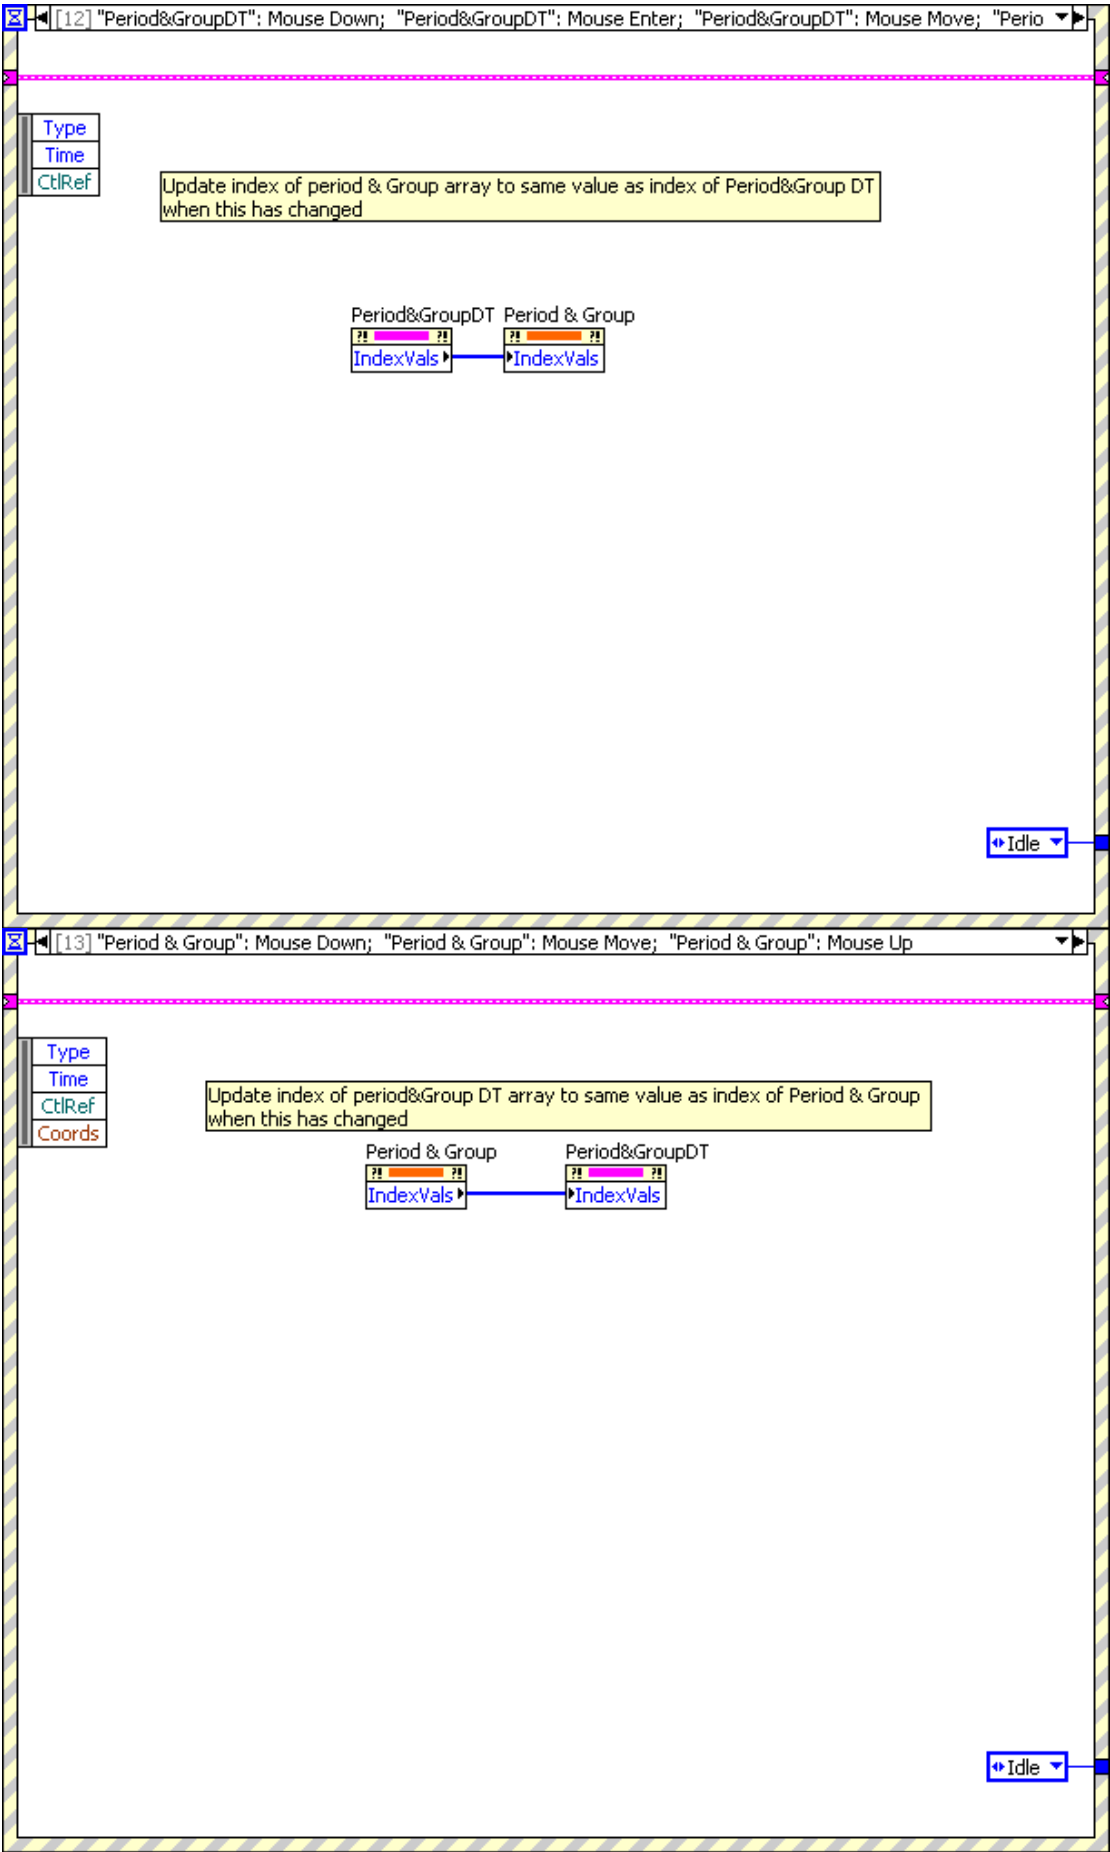 [12] "Period&GroupDT": Mouse Down; "Period&GroupDT": Mouse Enter; "Period&GroupDT": Mouse Move; "Perio
Type
Time
CtlRef
Update index of period & Group array to same value as index of Period&Group DT
when this has changed
Period&GroupDT Period & Group
?! ?! ?! ?!
IndexVals IndexVals
Idle
[13] "Period & Group": Mouse Down; "Period & Group": Mouse Move; "Period & Group": Mouse Up
Type
Time
CtlRef
Coords
Update index of period&Group DT array to same value as index of Period & Group
when this has changed
Period & Group Period&GroupDT
?! ?! ?! ?!
IndexVals IndexVals
Idle